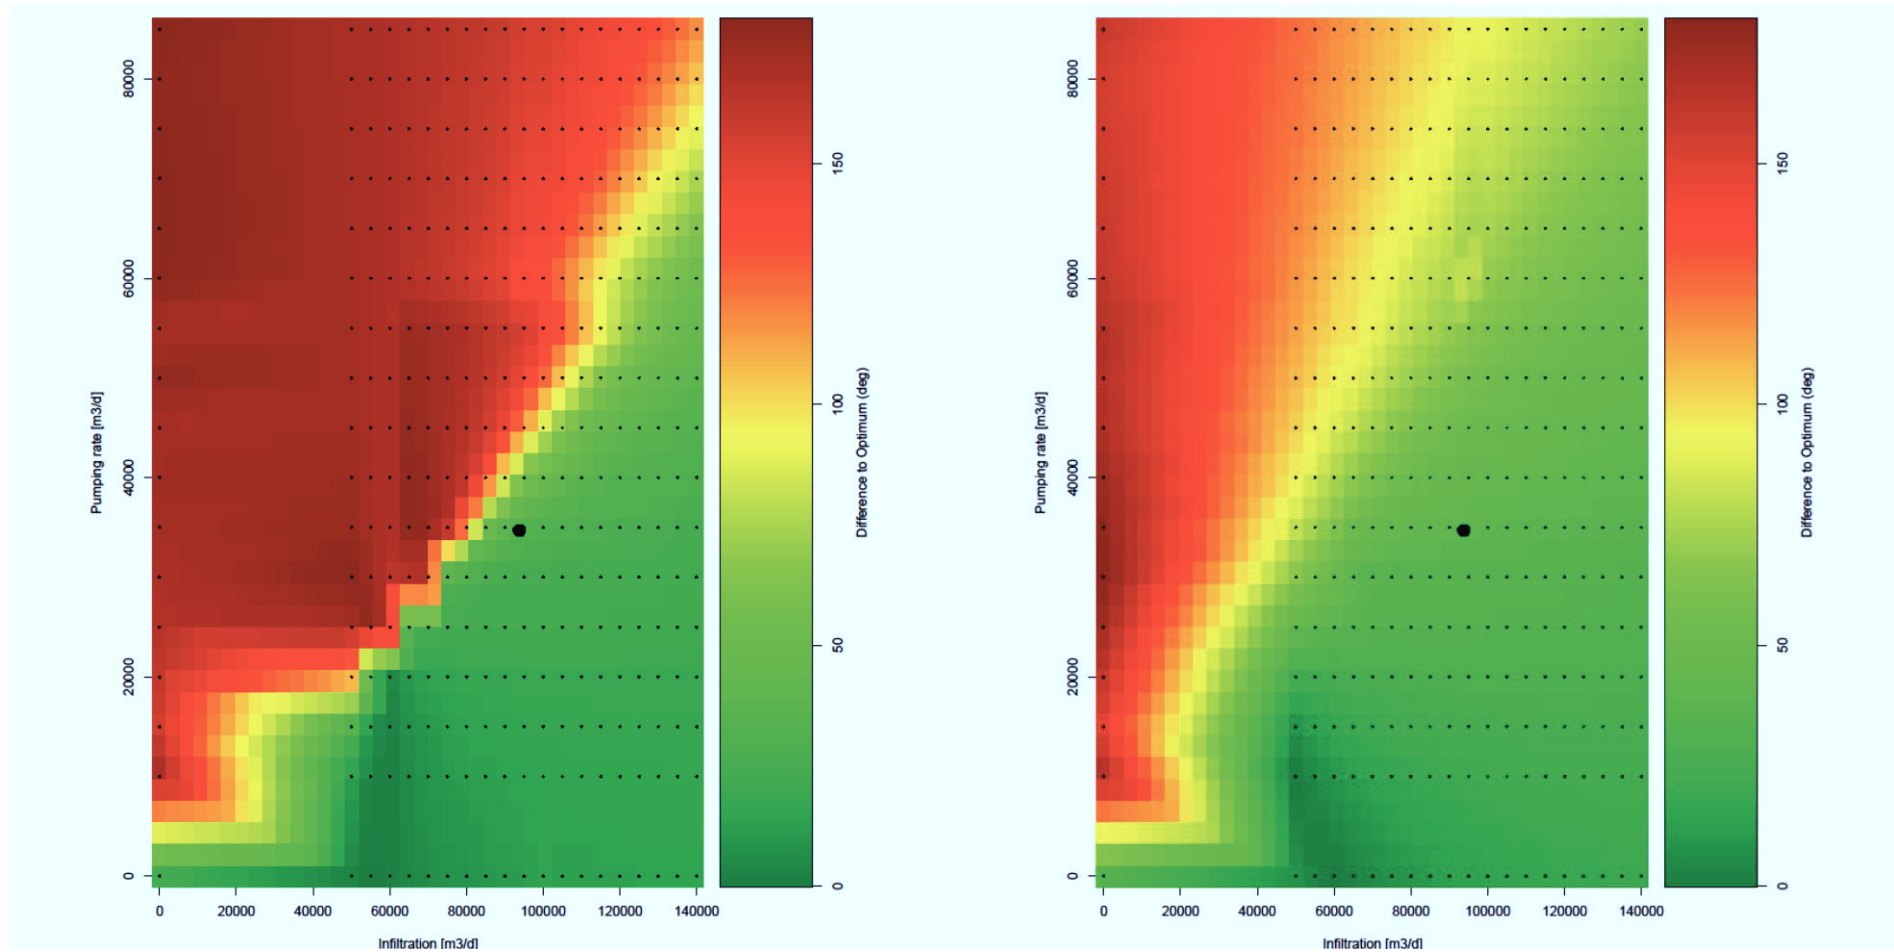 80000
60000
40000
20000
0
Pumping rate [m3/d]
0 20000 40000 60000 80000 100000 120000 140000
Infiltration [m3/d]
150
100
50
0
Difference to Optimum (deg)
80000
60000
40000
20000
0
Pumping rate [m3/d]
0 20000 40000 60000 80000 100000 120000 140000
Infiltration [m3/d]
150
100
50
0
Difference to Optimum (deg)